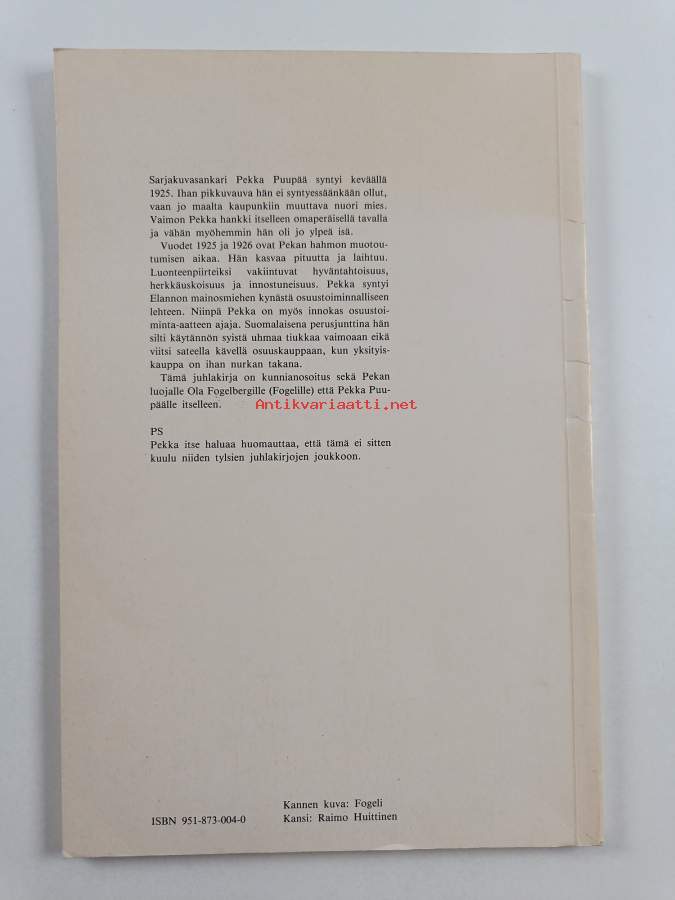 Sarjakuvasankari Pekka Puupää syntyi keväällä
1925. Ihan pikkuvauva hän ei syntyessäänkään ollut,
vaan jo maalta kaupunkiin muuttava nuori mies.
Vaimon Pekka hankki itselleen omaperäisellä tavalla
ja vähän myöhemmin hän oli jo ylpeä isä.
Vuodet 1925 ja 1926 ovat Pekan hahmon muotou-
tumisen aikaa. Hän kasvaa pituutta ja laihtuu.
Luonteenpiirteiksi vakiintuvat hyväntahtoisuus,
herkkäuskoisuus ja innostuneisuus. Pekka syntyi
Elannon mainosmiehen kynästä osuustoiminnalliseen
lehteen. Niinpä Pekka on myös innokas osuustoi-
minta-aatteen ajaja. Suomalaisena perusjunttina hän
silti käytännön syistä uhmaa tiukkaa vaimoaan eikä
viitsi sateella kävellä osuuskauppaan, kun yksityis-
kauppa on ihan nurkan takana.
Tämä juhlakirja on kunnianosoitus sekä Pekan
luojalle Ola Fogelbergille (Fogelille) että Pekka Puu-
päälle itselleen.
Antikvariaatti.net
PS
Pekka itse haluaa huomauttaa, että tämä ei sitten
kuulu niiden tylsien juhlakirjojen joukkoon.
Kannen kuva: Fogeli
ISBN 951-873-004-0 Kansi: Raimo Huittinen